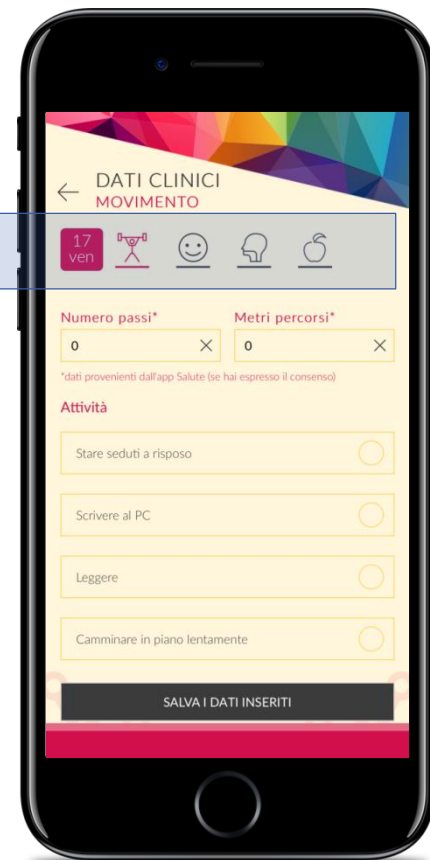 DATI CLINICI
MOVIMENTO
17
ven
Numero passi* Metri percorsi*
0 0
*dati provenienti dall'app Salute (se hai espresso il consenso)
Attività
Stare seduti a risposo
Scrivere al PC
Leggere
Camminare in piano lentamente
SALVA I DATI INSERITI